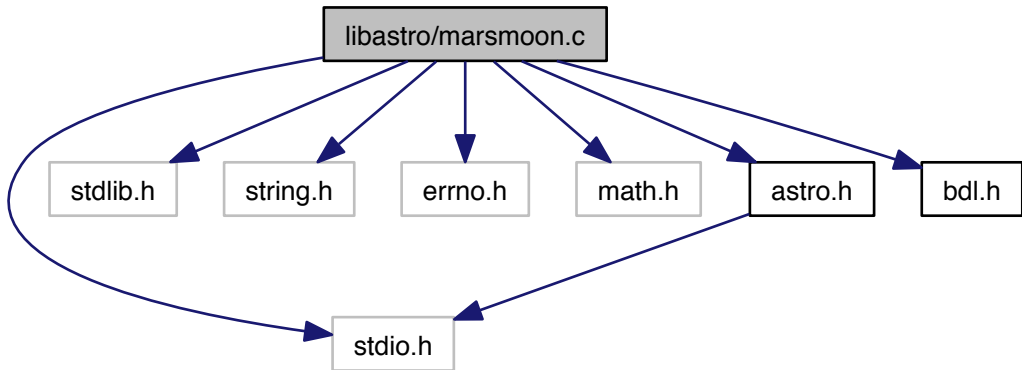 libastro/marsmoon.c
stdlib.h
string.h
errno.h
math.h
astro.h
bdl.h
stdio.h